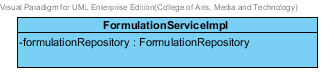 Visual Paradigm for UML Enterprise Edition(College of Arts, Media and Technology)
FormulationServiceImpl
-formulationRepository : FormulationRepository